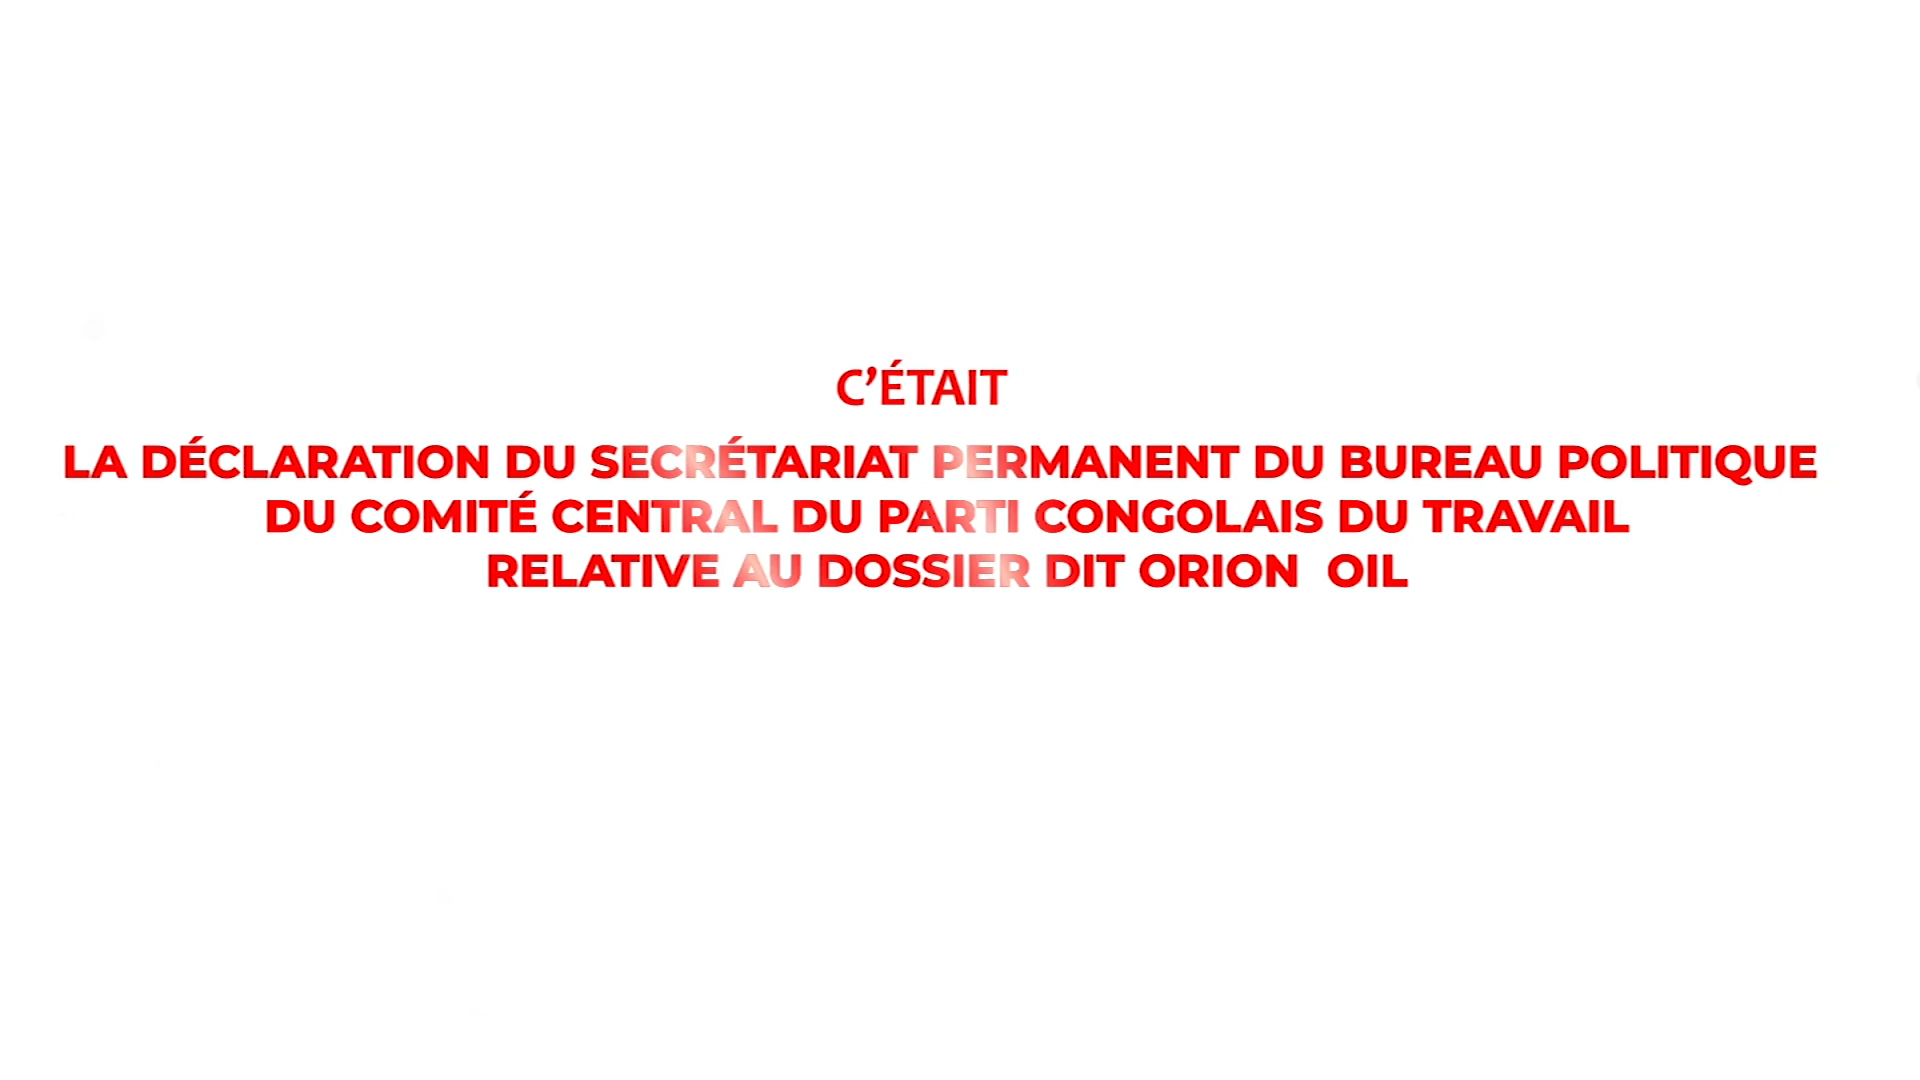 C’ÉTAIT
LA DÉCLARATION DU SECRÉTARIAT PERMANENT DU BUREAU POLITIQUE
DU COMITÉ CENTRAL DU PARTI CONGOLAIS DU TRAVAIL
RELATIVE AU DOSSIER DIT ORION  OIL